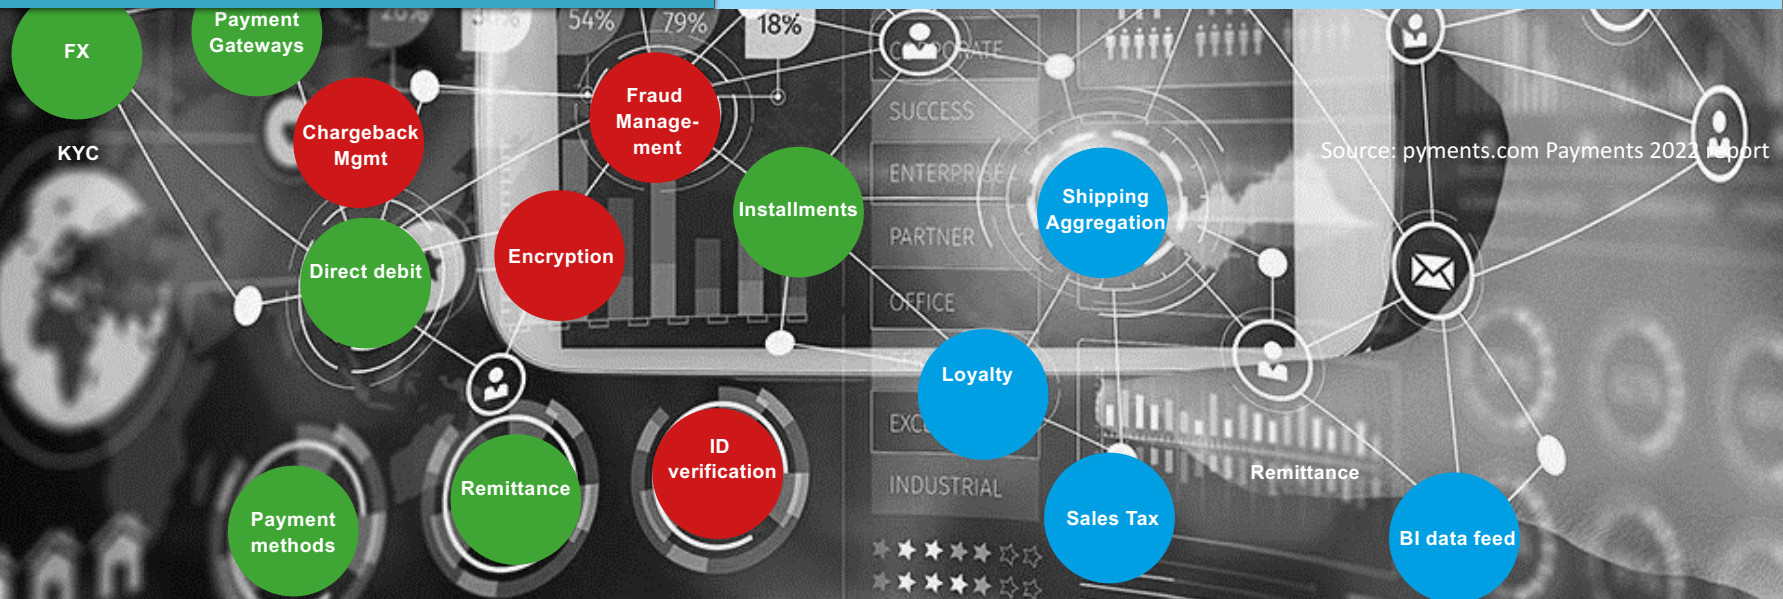 Payment
Gateways
FX
54%
79%
18%
Fraud
Manage-
ment
Chargeback
Mgmt
KYC
SUCCESS
Source: pyments.com Payments 2022 report
ENTERPRISE
Installments
Shipping
Aggregation
PARTNER
Encryption
Direct debit
OFFICE
Loyalty
ID
verification
Remittance
Remittance
INDUSTRIAL
Payment
methods
Sales Tax
BI data feed